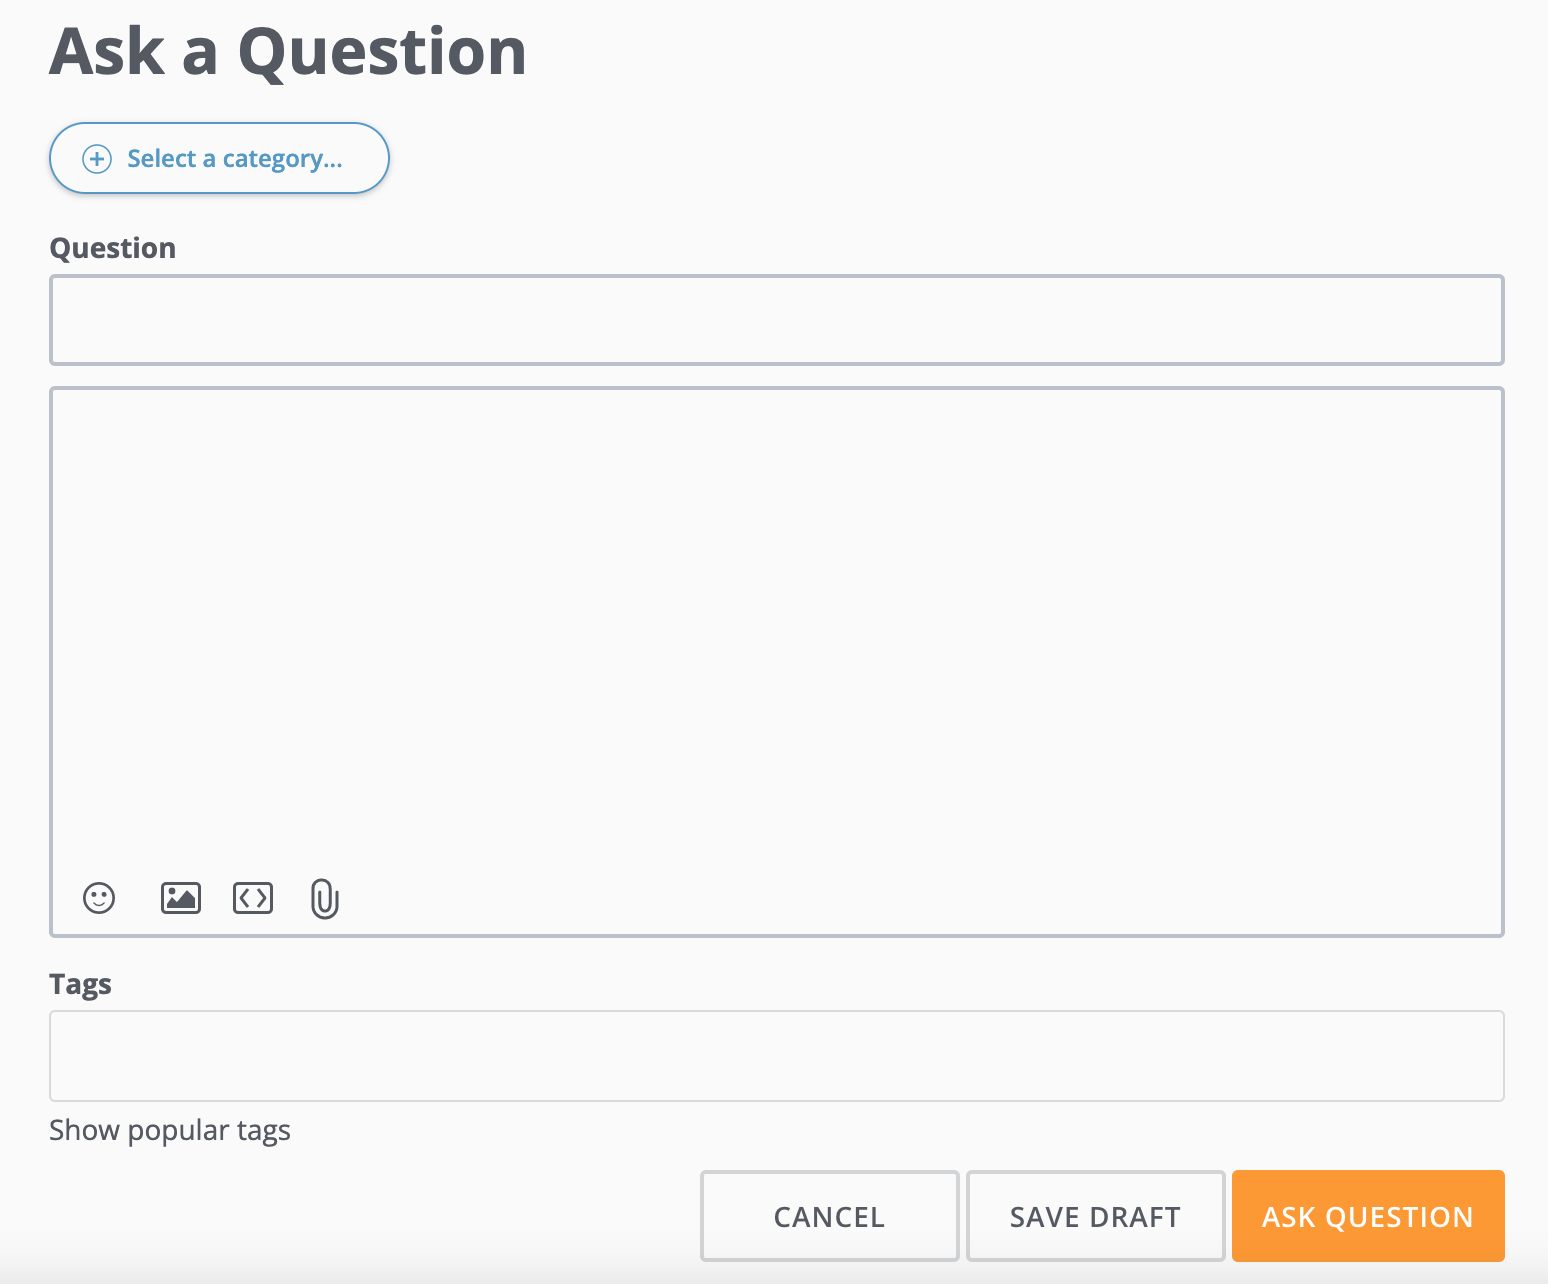 Ask a Question
Select a category...
Question
Tags
Show popular tags
CANCEL
SAVE DRAFT
ASK QUESTION